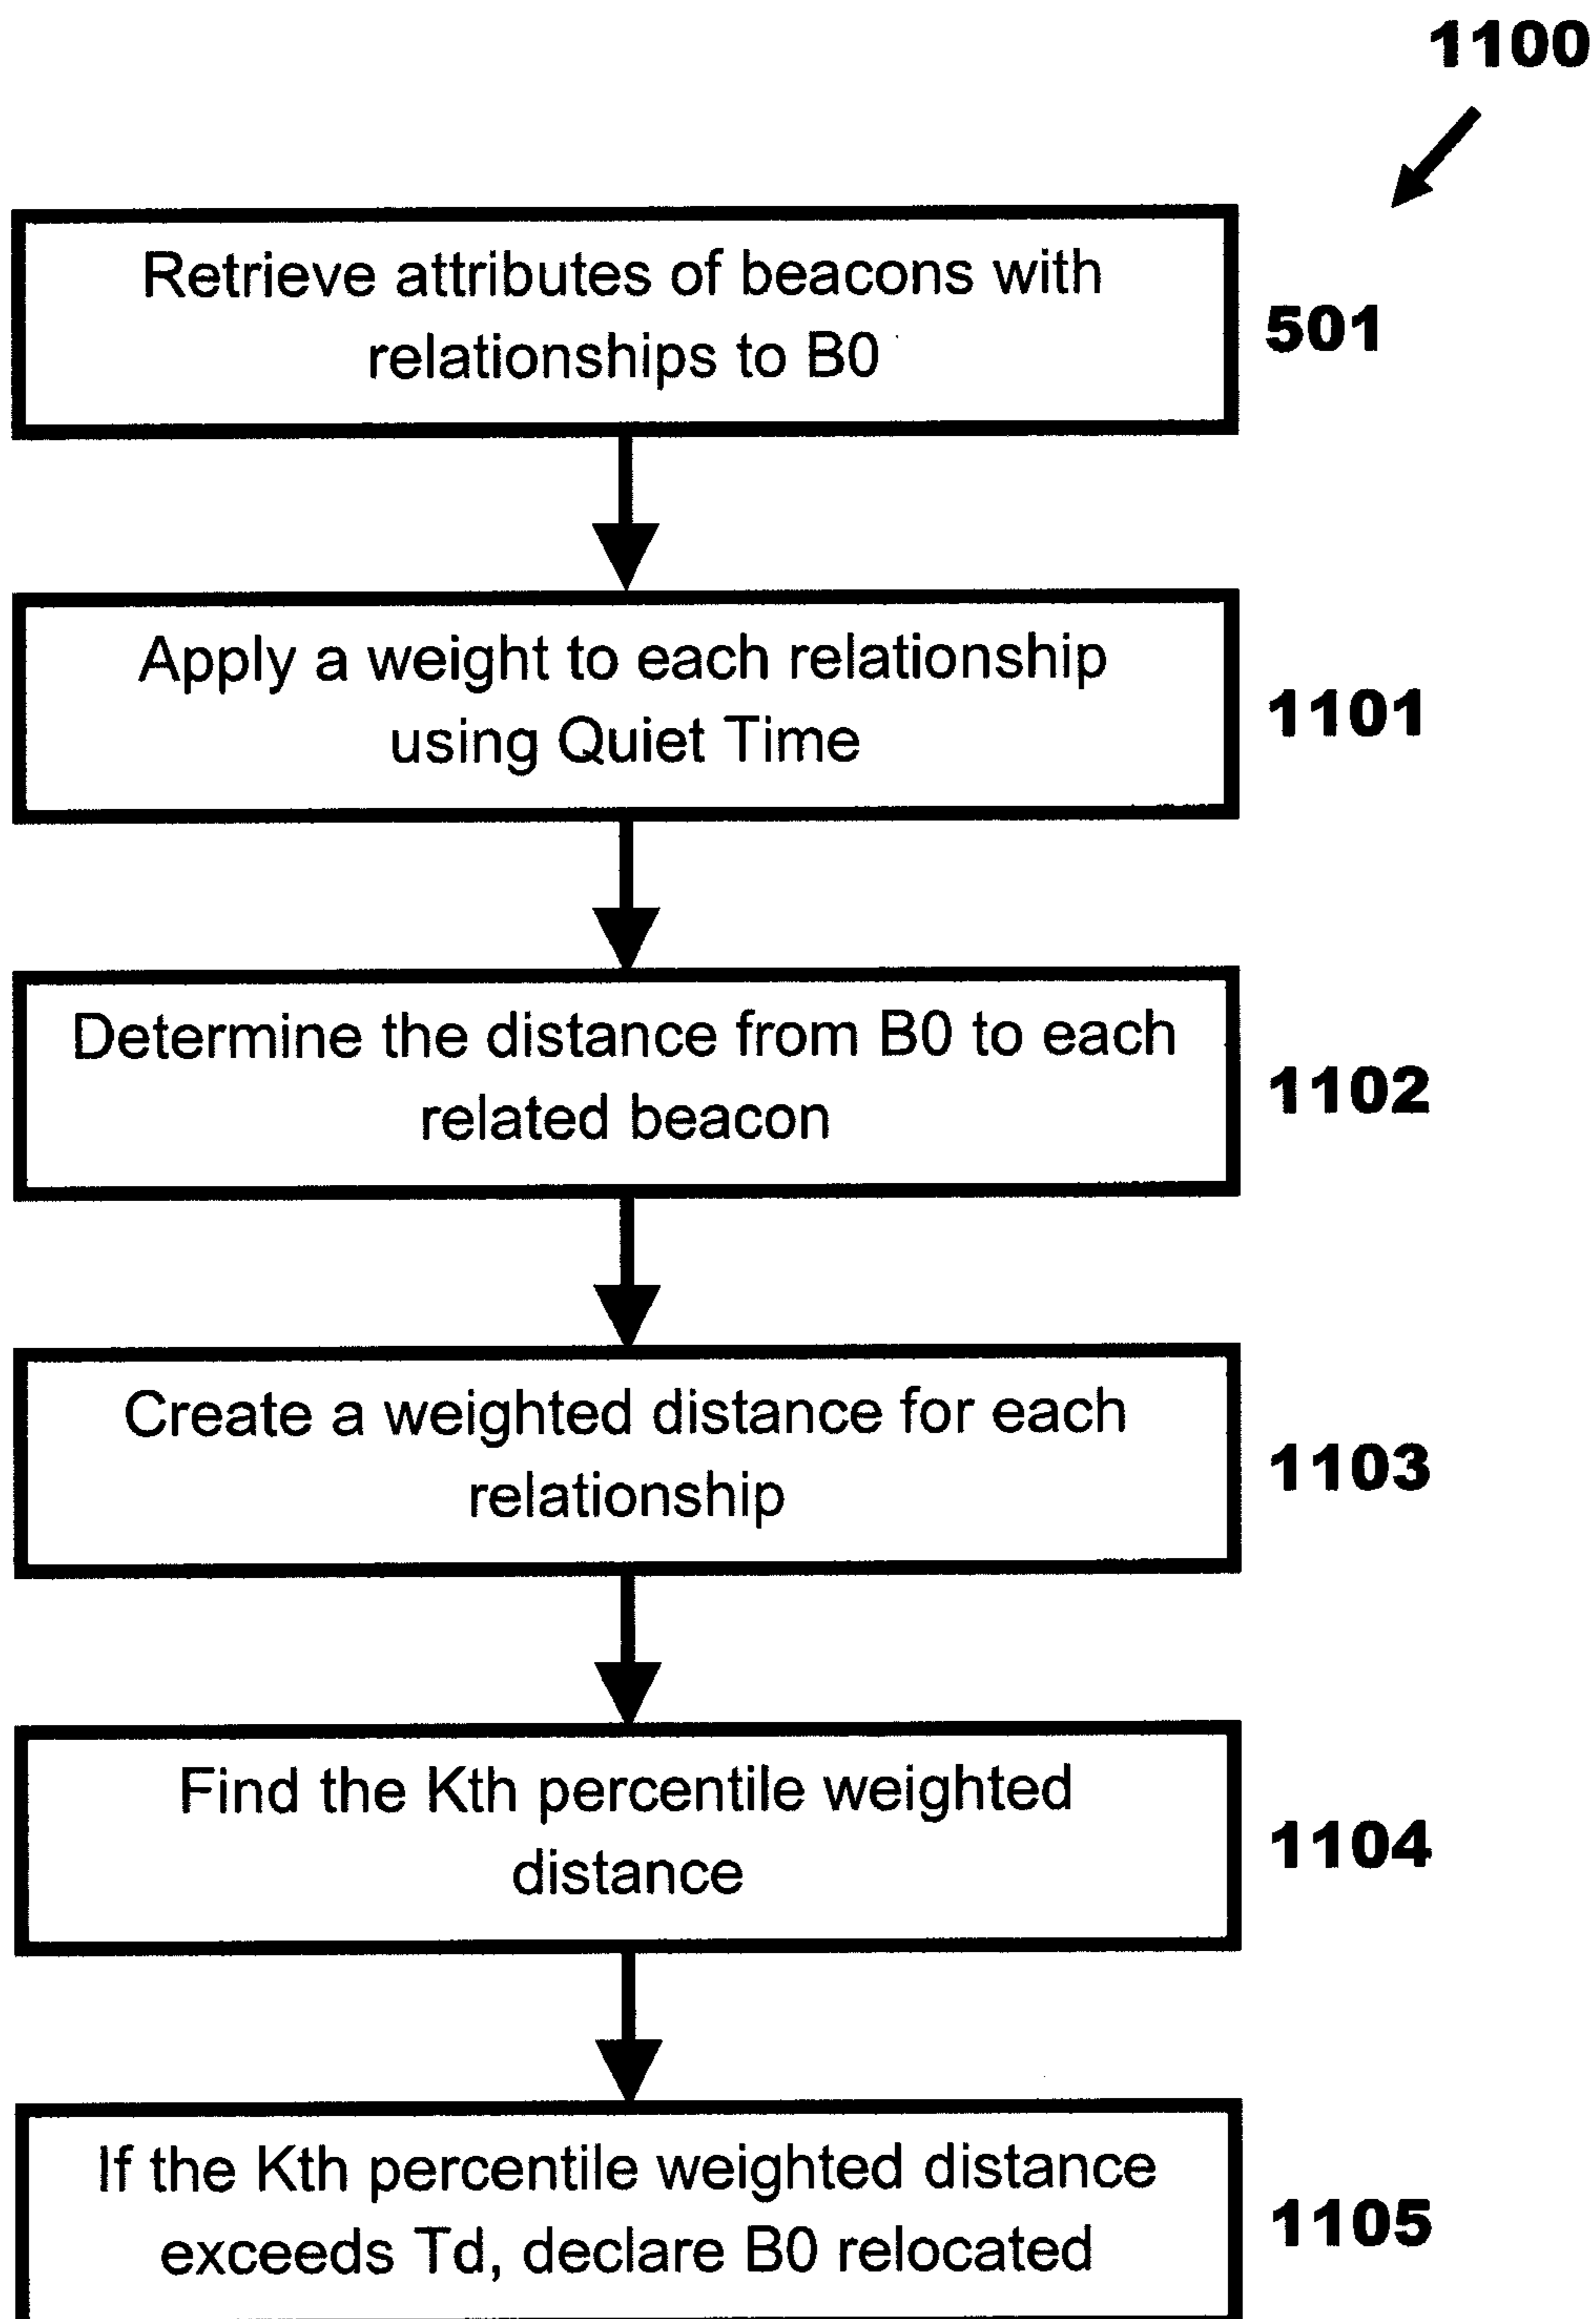 1100
Retrieve attributes of beacons with
relationships to B0
501
Apply a weight to each relationship
using Quiet Time
1101
Determine the distance from B0 to each
related beacon
1102
Create a weighted distance for each
relationship
1103
Find the Kth percentile weighted
distance
1104
If the Kth percentile weighted distance
exceeds Td, declare B0 relocated
1105